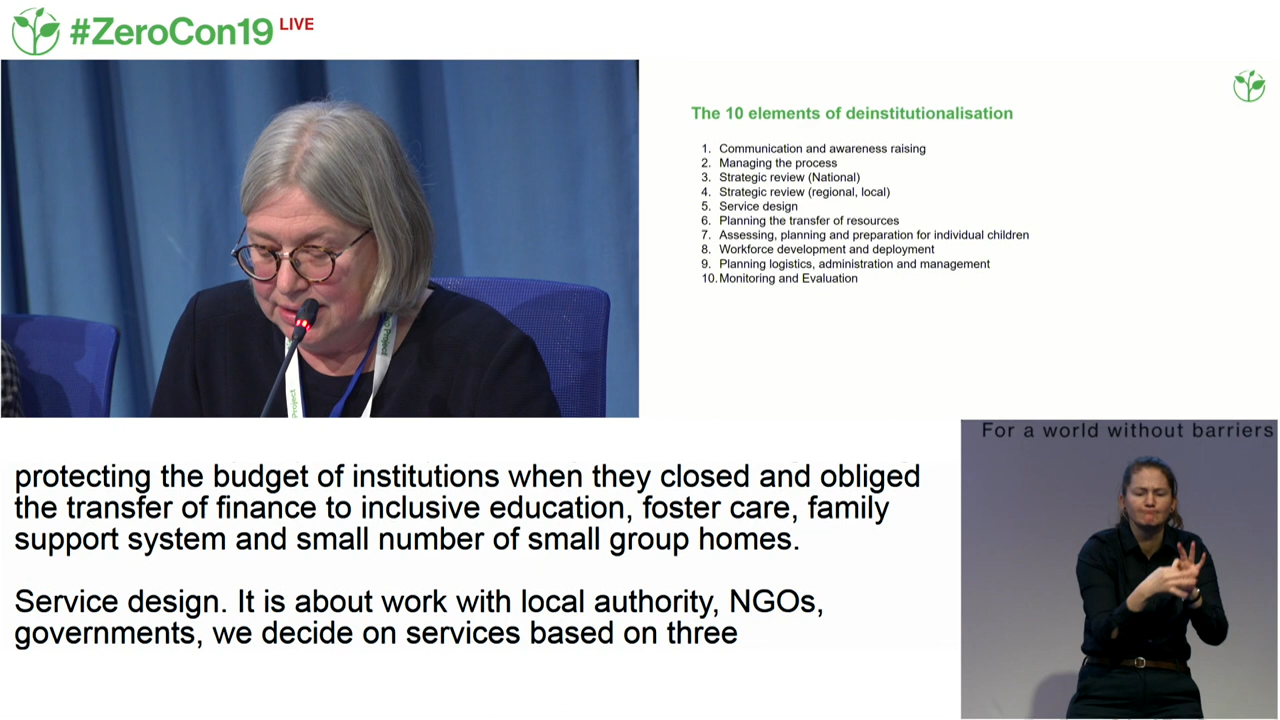 #ZeroCon19 LIVE
The 10 elements of deinstitutionalisation
1. Communication and awareness raising
2. Managing the process
3. Strategic review (National)
4. Strategic review (regional, local)
5. Service design
6. Planning the transfer of resources
7. Assessing, planning and preparation for individual children
8. Workforce development and deployment
9. Planning logistics, administration and management
10. Monitoring and Evaluation
Project
o Project
For a world without barriers
protecting the budget of institutions when they closed and obliged
the transfer of finance to inclusive education, foster care, family
support system and small number of small group homes.
Service design. It is about work with local authority, NGOs,
governments, we decide on services based on three